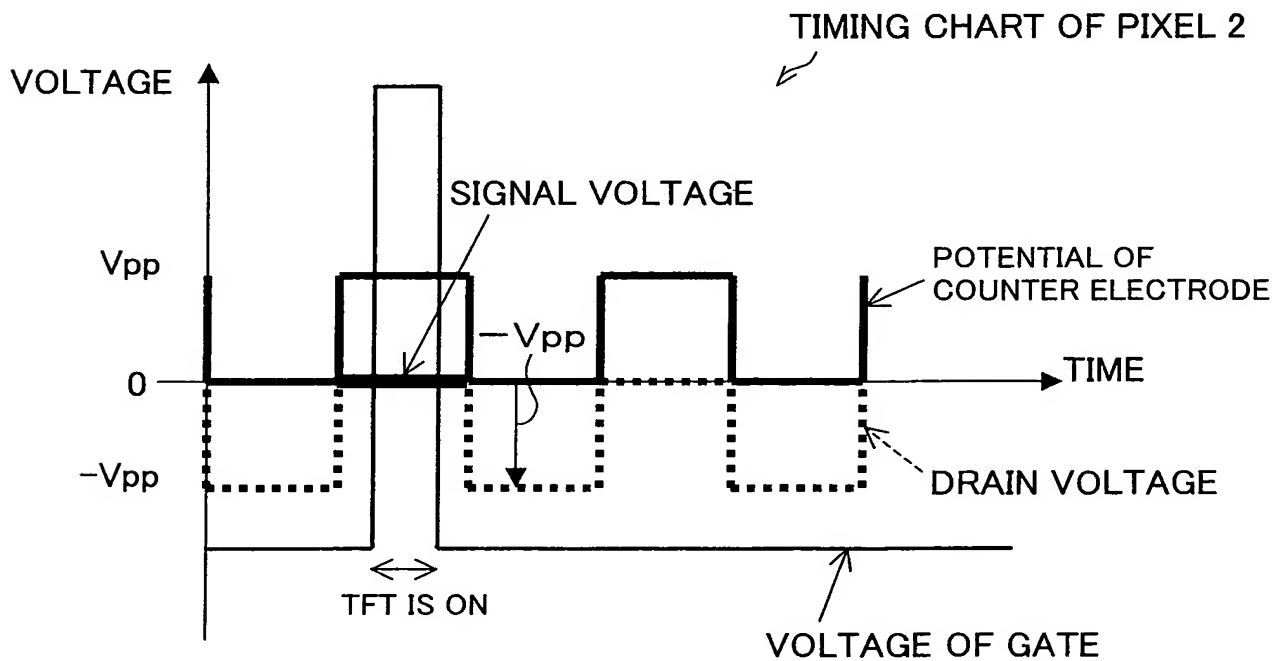 TIMING CHART OF PIXEL 2
VOLTAGE
SIGNAL VOLTAGE
Vpp
POTENTIAL OF
COUNTER ELECTRODE
−Vpp
0
TIME
−Vpp
DRAIN VOLTAGE
TFT IS ON
VOLTAGE OF GATE